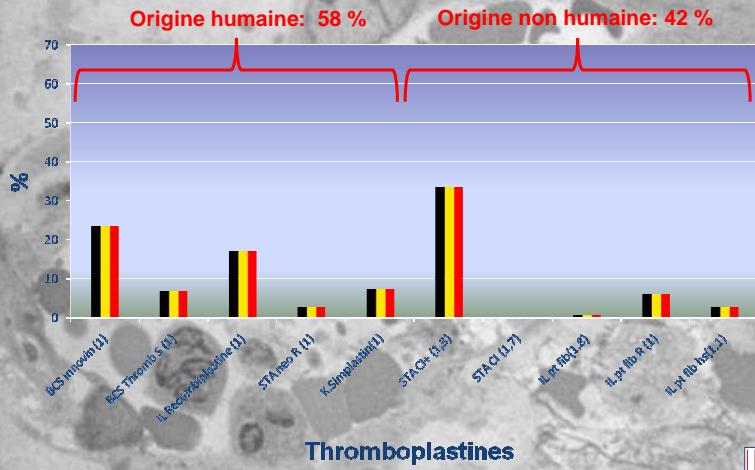 Origine humaine: 58 %
Origine non humaine: 42 %
70
60
50
40
30
20
10
0
%
BCS Innovin (1)
BCS Thromb S (1)
IL Recombiplastine (1)
STA neo R (1)
K.Simplastin(1)
STACI+ (1,3)
STA CI (1,7)
IL pt fib(1.8)
IL pt fib R (1)
IL pt fib hs(1.1)
Thromboplastines